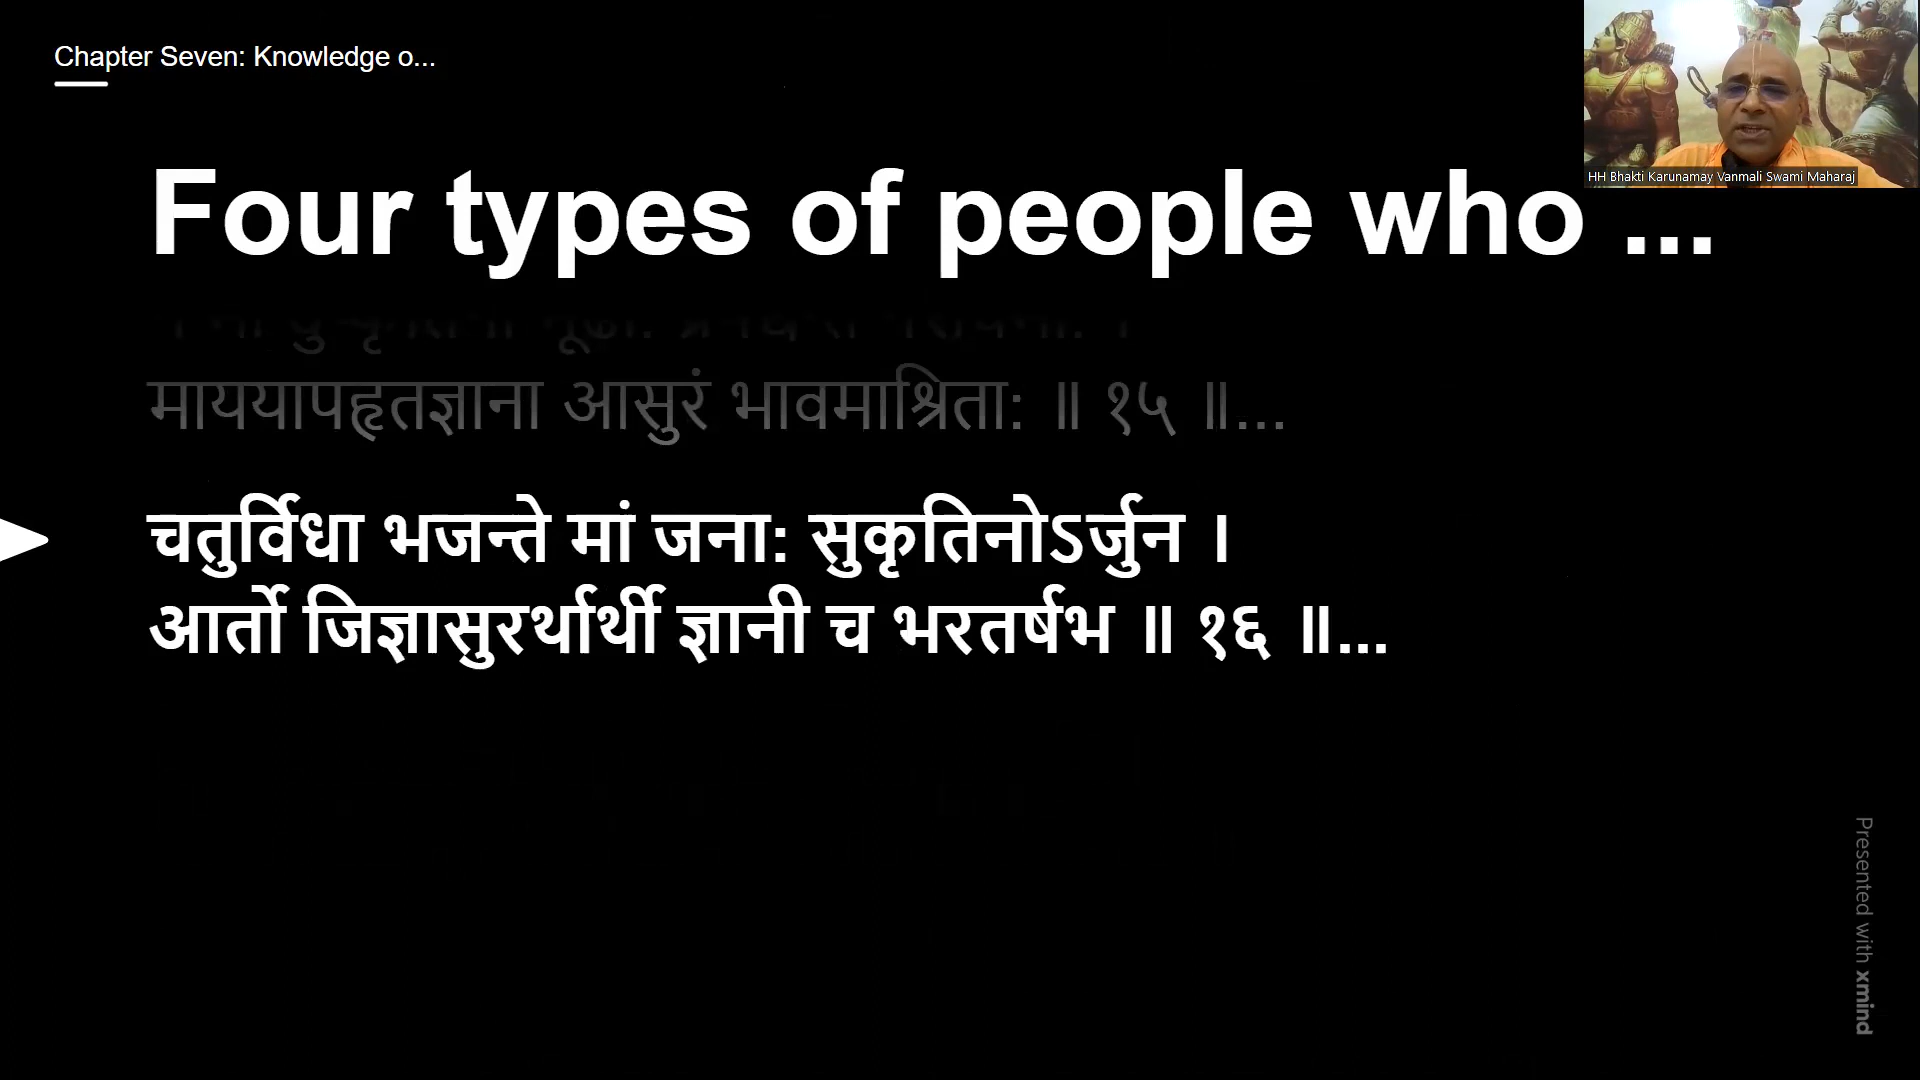 Chapter Seven: Knowledge o...
HH Bhakti Karunamay Vanmali Swami Maharaj
Four types of people who ...
माययापहृतज्ञाना आसुरं भावमाश्रिता: ॥ १५ ॥...
चतुर्विधा भजन्ते मां जना: सुकृतिनोऽर्जुन ।
आर्तो जिज्ञासुरर्थार्थी ज्ञानी च भरतर्षभ ॥ १६ ॥...
Presented with xmind